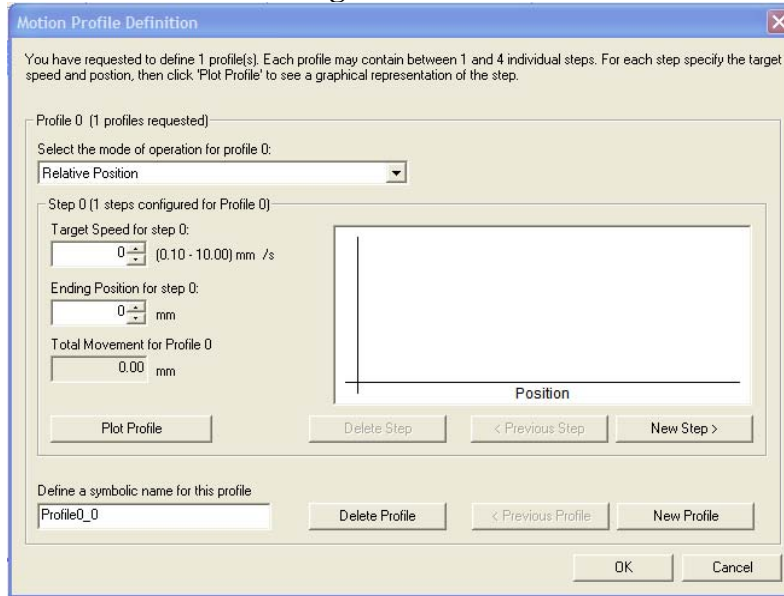 Motion Profile Definition
You have requested to define 1 profile(s). Each profile may contain between 1 and 4 individual steps. For each step specify the target
speed and postion, then click 'Plot Profile' to see a graphical representation of the step.
Profile 0 (1 profiles requested)
Select the mode of operation for profile 0:
Relative Position
Step 0 (1 steps configured for Profile 0)
Target Speed for step 0:
0 (0.10 - 10.00) mm /s
Ending Position for step 0:
0 mm
Total Movement for Profile 0
0.00 mm
Position
Plot Profile Delete Step < Previous Step New Step >
Define a symbolic name for this profile
Profile0_0 Delete Profile < Previous Profile New Profile
OK Cancel